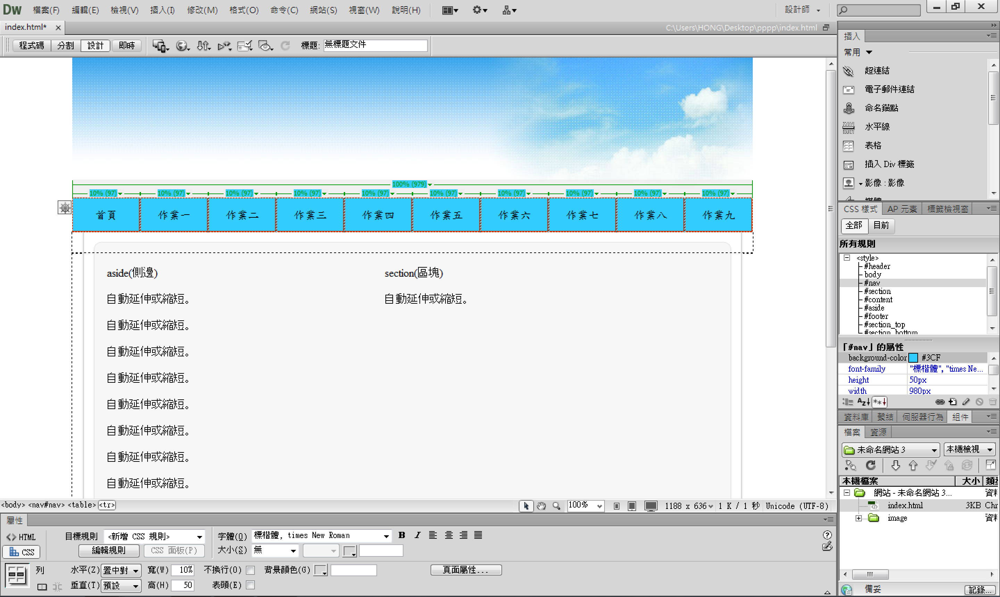 Dw 檔案(F) 編輯(E) 檢視(V) 插入(I) 修改(M) 格式(O) 命令(C) 網站(S) 視窗(W) 說明(H) 設計師
index.html* C:\Users\HONG\Desktop\pppp\index.html
程式碼 分割 設計 即時 標題: 無標題文件
100% (979)
10% (97) 10% (97) 10% (97) 10% (97) 10% (97) 10% (97) 10% (97) 10% (97) 10% (97) 10% (97)
首頁 作業一 作業二 作業三 作業四 作業五 作業六 作業七 作業八 作業九
aside(側邊) section(區塊)
自動延伸或縮短。 自動延伸或縮短。
自動延伸或縮短。
自動延伸或縮短。
自動延伸或縮短。
自動延伸或縮短。
自動延伸或縮短。
自動延伸或縮短。
自動延伸或縮短。
<body> <nav#nav> <table> <tr> 100% 1188 x 636 1 K / 1 秒 Unicode (UTF-8)
屬性
HTML 目標規則 <新增 CSS 規則> 字體(O) 標楷體, times New Roman B I
CSS 編輯規則 CSS 面板(P) 大小(S) 無
列 水平(Z) 置中對 寬(W) 10% 不換行(O) 背景顏色(G) 頁面屬性...
垂直(T) 預設 高(H) 50 表頭(E)
插入
常用
超連結
電子郵件連結
命名錨點
水平線
表格
插入 Div 標籤
影像 : 影像
媒體
CSS 樣式 AP 元素 標籤檢視窗
全部 目前
所有規則
<style>
#header
body
#nav
#section
#content
#aside
#footer
#section_top
#section_bottom
「#nav」的屬性
background-color #3CF
font-family "標楷體", "times Ne...
height 50px
width 980px
資料庫 繫結 伺服器行為 組件
檔案 資源
未命名網站 3 本機檢視
本機檔案 大小 類型
網站 - 未命名網站 3... 資料
index.html 3KB Chr
image 資料
備妥 記錄...